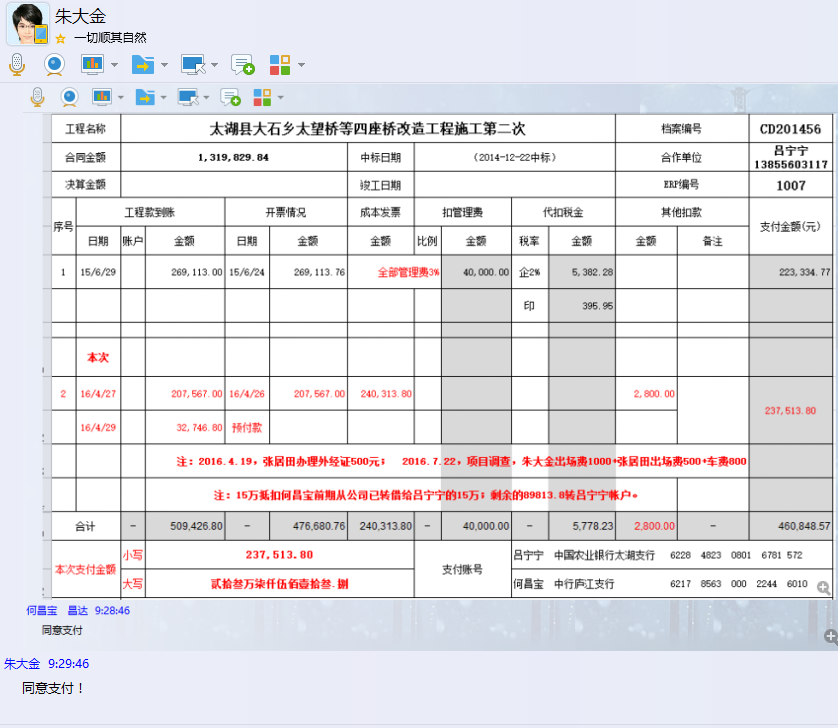 朱大金
一切顺其自然
工程名称 太湖县大石乡太望桥等四座桥改造工程施工第二次 档案编号 CD201456
合同金额 1,319,829.84 中标日期 (2014-12-22中标) 合作单位 吕宁宁 13855603117
决算金额 竣工日期 ERP编号 1007
序号 工程款到账 开票情况 成本发票 扣管理费 代扣税金 其他扣款 支付金额(元)
日期 账户 金额 日期 金额 金额 比例 金额 税率 金额 金额 备注
1 15/6/29 269,113.00 15/6/24 269,113.76 全部管理费3% 40,000.00 企2% 5,382.28 223,334.77
印 395.95
本次
2 16/4/27 207,567.00 16/4/26 207,567.00 240,313.80 2,800.00 237,513.80
16/4/29 32,746.80 预付款
注：2016.4.19，张居田办理外经证500元； 2016.7.22，项目调查，朱大金出场费1000+张居田出场费500+车费800
注：15万抵扣何昌宝前期从公司已转借给吕宁宁的15万；剩余的89813.8转吕宁宁帐户。
合计 - 509,426.80 - 476,680.76 240,313.80 - 40,000.00 - 5,778.23 2,800.00 - 460,848.57
本次支付金额 小写 237,513.80 支付账号 吕宁宁 中国农业银行太湖支行 6228 4823 0801 6781 572
大写 贰拾叁万柒仟伍佰壹拾叁.捌 何昌宝 中行庐江支行 6217 8563 000 2244 6010
何昌宝 昌达 9:28:46
同意支付
朱大金 9:29:46
同意支付！